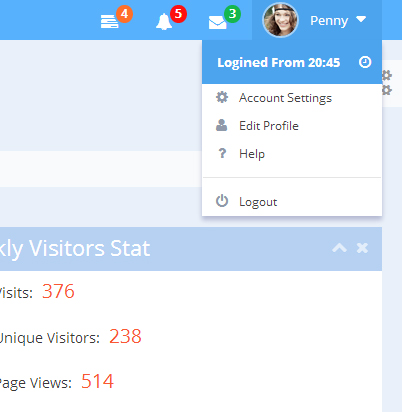 4 5 3 Penny
Logined From 20:45
Account Settings
Edit Profile
Help
Logout
kly Visitors Stat
Visits: 376
Unique Visitors: 238
Page Views: 514